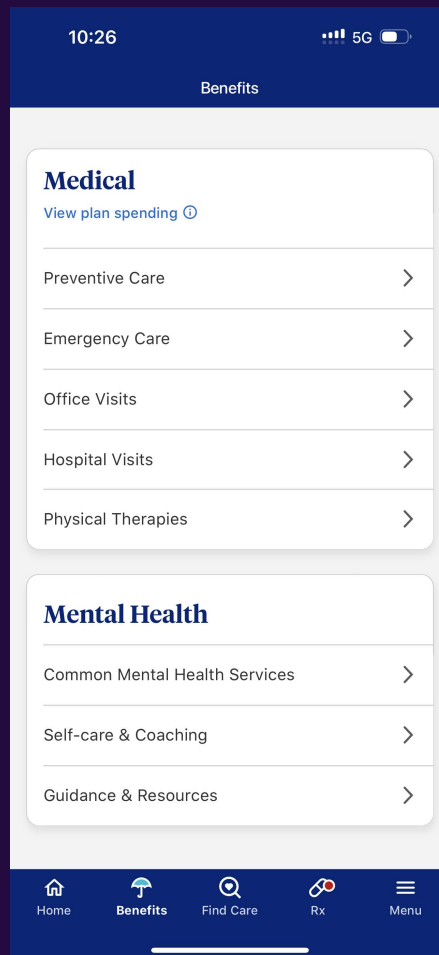 10:26
5G
Benefits
Medical
View plan spending
Preventive Care
Emergency Care
Office Visits
Hospital Visits
Physical Therapies
Mental Health
Common Mental Health Services
Self-care & Coaching
Guidance & Resources
Home Benefits Find Care Rx Menu